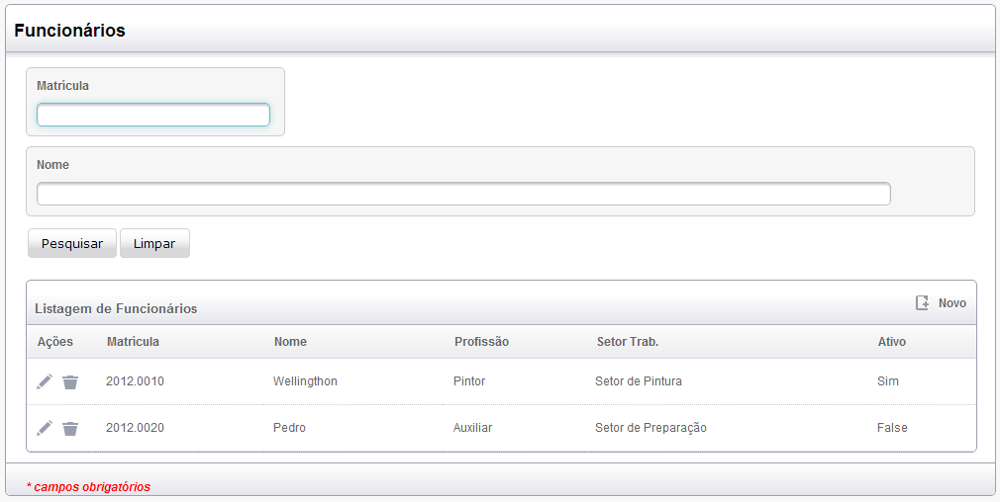 Funcionários
Matrícula
Nome
Pesquisar Limpar
Listagem de Funcionários Novo
Ações Matricula Nome Profissão Setor Trab. Ativo
2012.0010 Wellingthon Pintor Setor de Pintura Sim
2012.0020 Pedro Auxiliar Setor de Preparação False
* campos obrigatórios